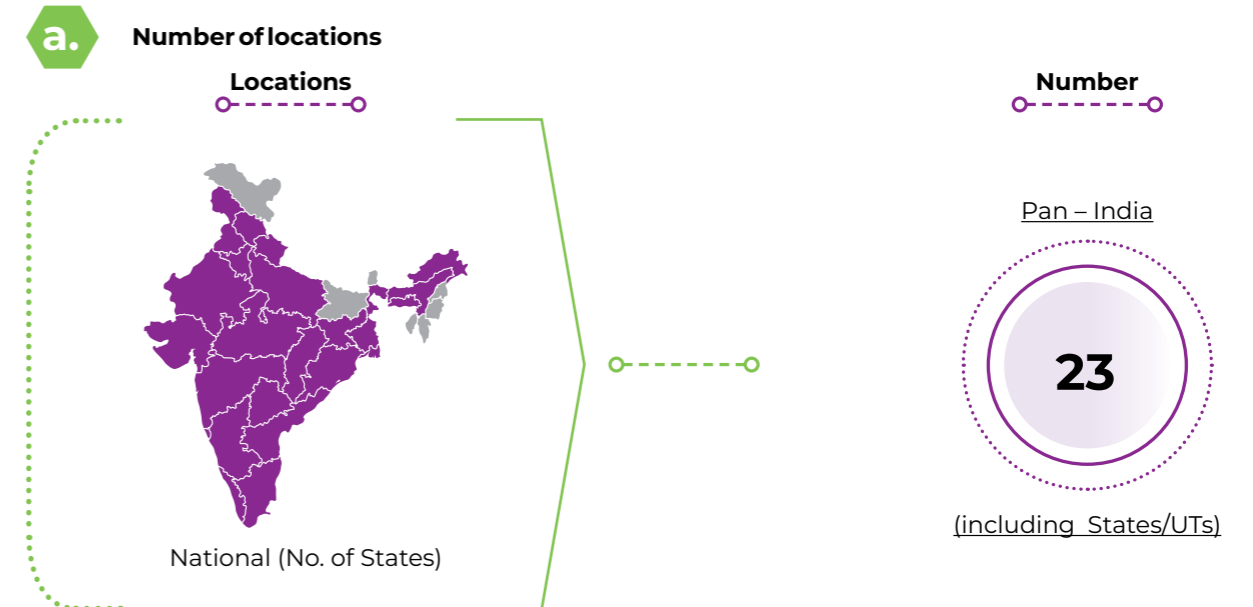 a.
Number of locations
Locations
Number
National (No. of States)
Pan – India
23
(including States/UTs)